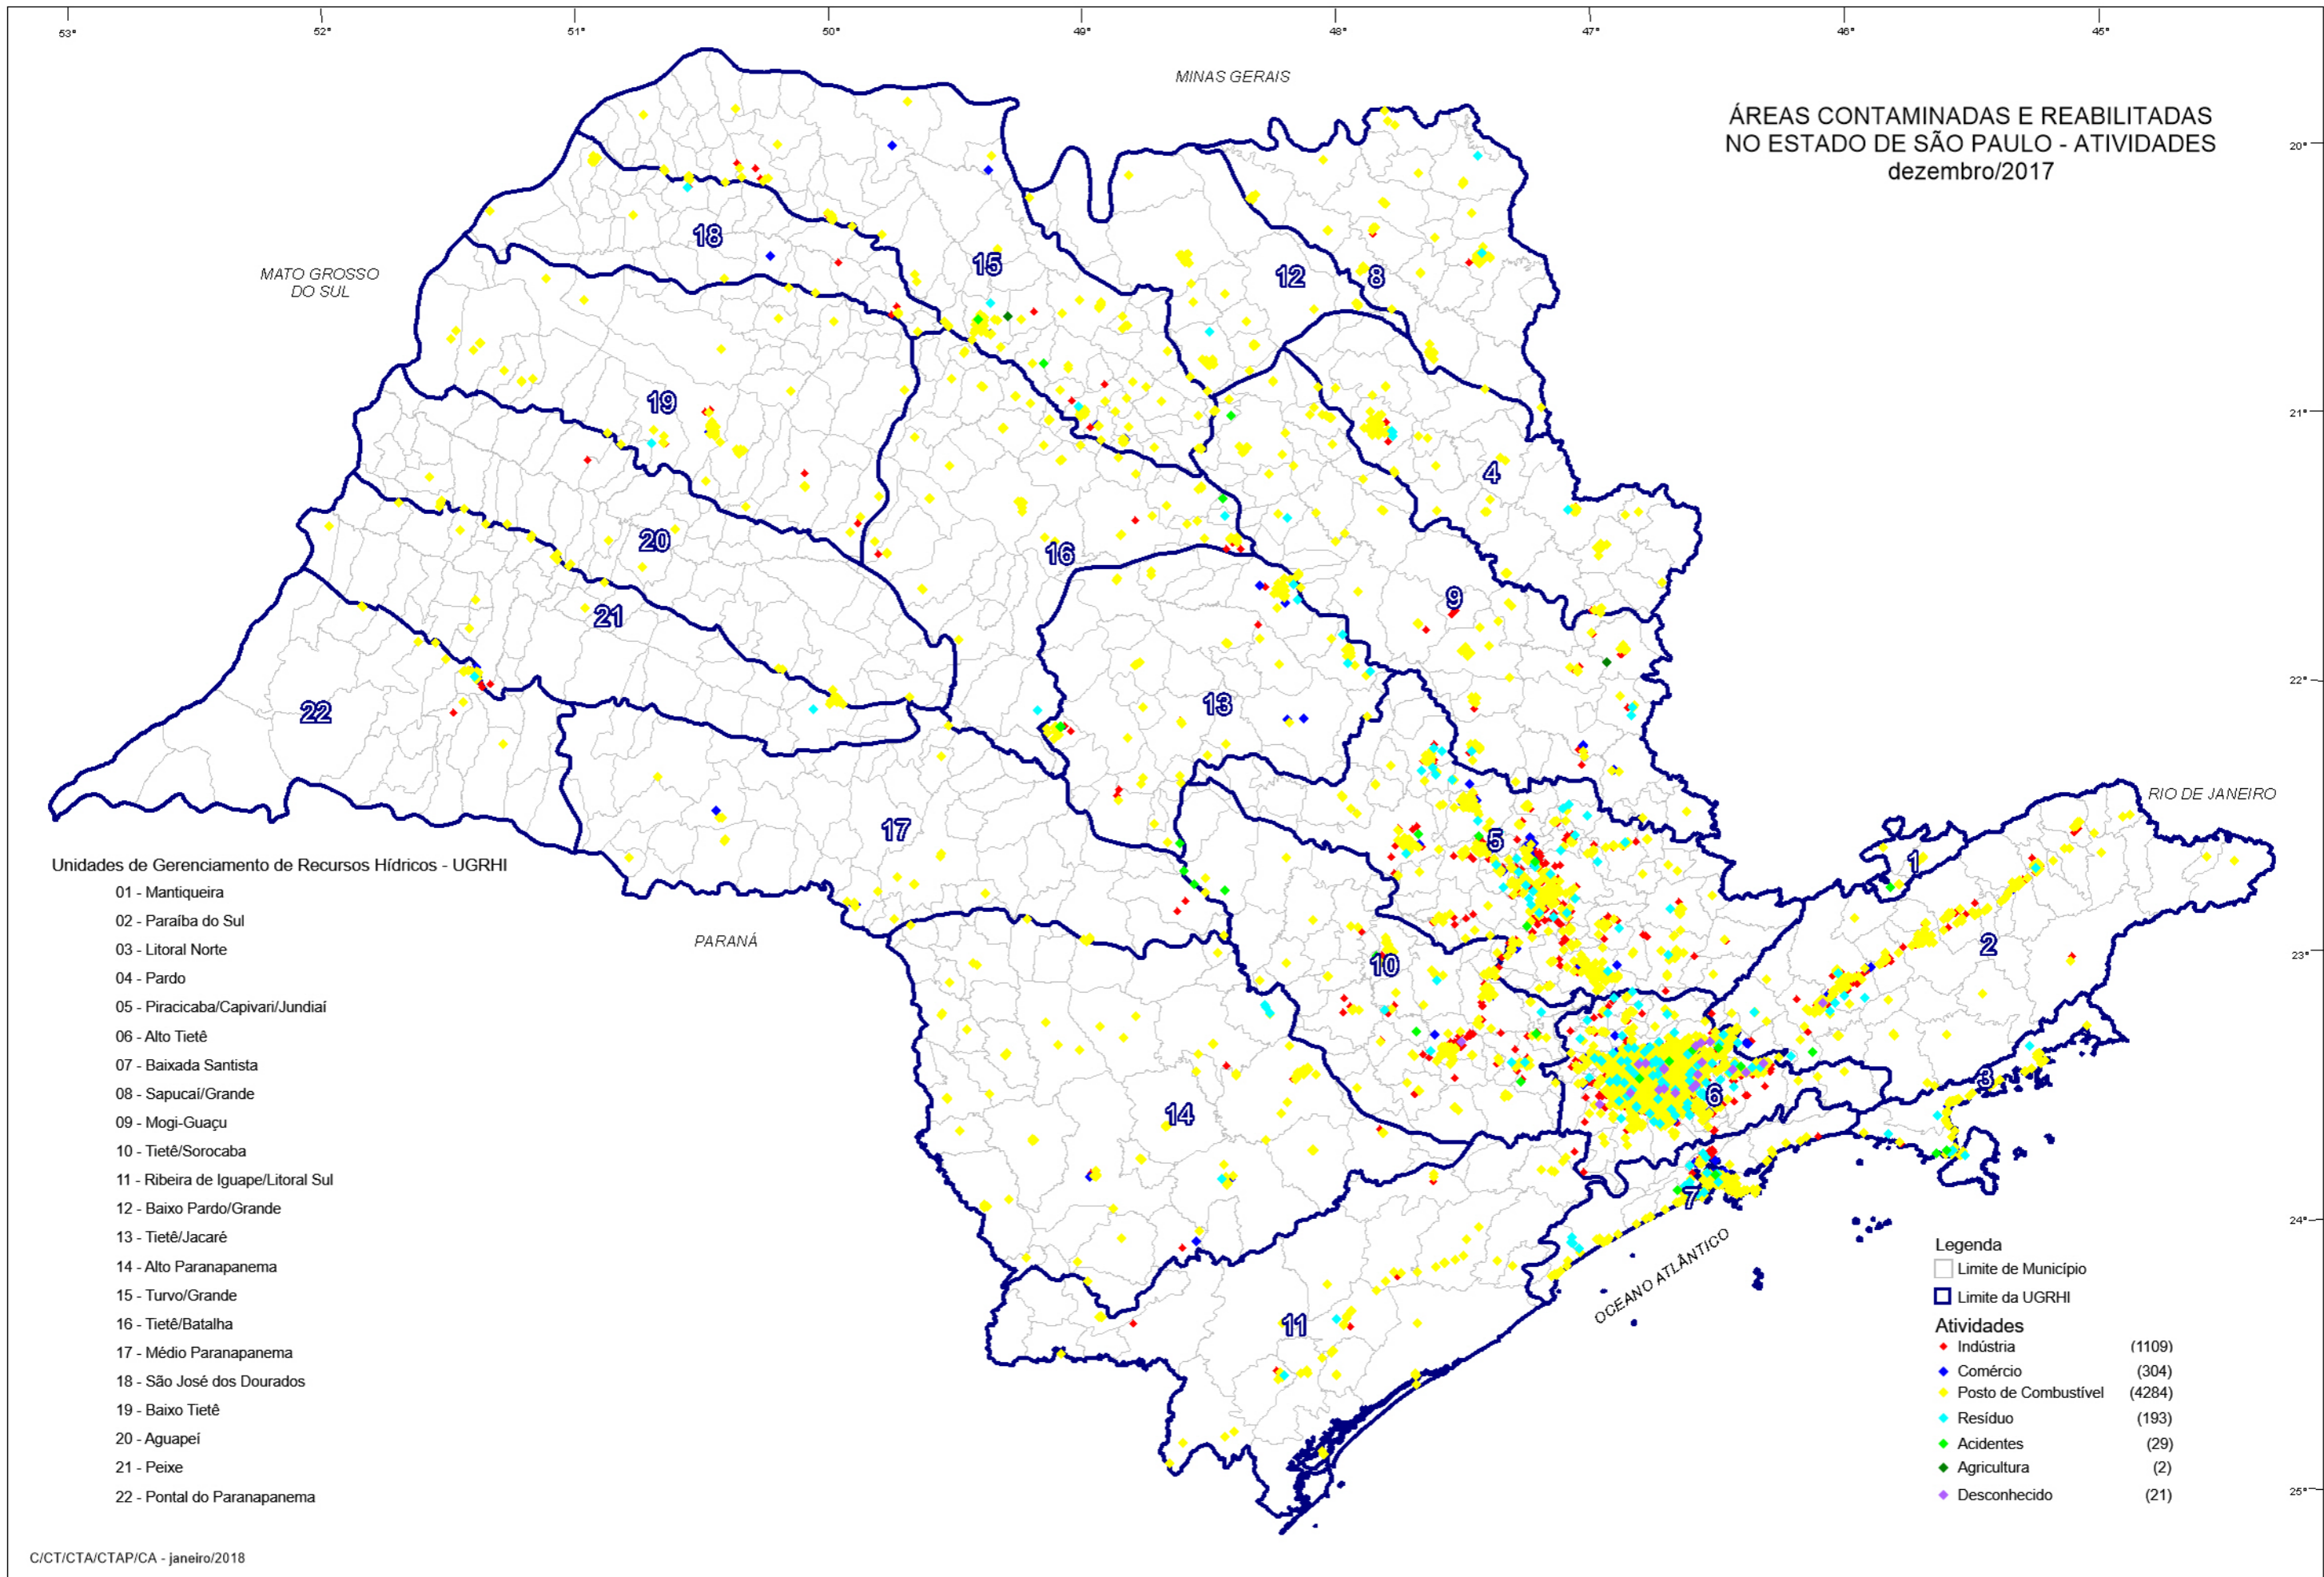 53° 52° 51° 50° 49° 48° 47° 46° 45°
MINAS GERAIS
ÁREAS CONTAMINADAS E REABILITADAS
NO ESTADO DE SÃO PAULO - ATIVIDADES
dezembro/2017
20°
MATO GROSSO
DO SUL
18
15
12
8
21°
19
4
20
16
9
21
22°
22
13
RIO DE JANEIRO
17
5
1
PARANÁ
2
23°
10
3
6
14
7
24°
OCEANO ATLÂNTICO
11
25°
Unidades de Gerenciamento de Recursos Hídricos - UGRHI
01 - Mantiqueira
02 - Paraíba do Sul
03 - Litoral Norte
04 - Pardo
05 - Piracicaba/Capivari/Jundiaí
06 - Alto Tietê
07 - Baixada Santista
08 - Sapucaí/Grande
09 - Mogi-Guaçu
10 - Tietê/Sorocaba
11 - Ribeira de Iguape/Litoral Sul
12 - Baixo Pardo/Grande
13 - Tietê/Jacaré
14 - Alto Paranapanema
15 - Turvo/Grande
16 - Tietê/Batalha
17 - Médio Paranapanema
18 - São José dos Dourados
19 - Baixo Tietê
20 - Aguapeí
21 - Peixe
22 - Pontal do Paranapanema
Legenda
Limite de Município
Limite da UGRHI
Atividades
Indústria (1109)
Comércio (304)
Posto de Combustível (4284)
Resíduo (193)
Acidentes (29)
Agricultura (2)
Desconhecido (21)
C/CT/CTA/CTAP/CA - janeiro/2018